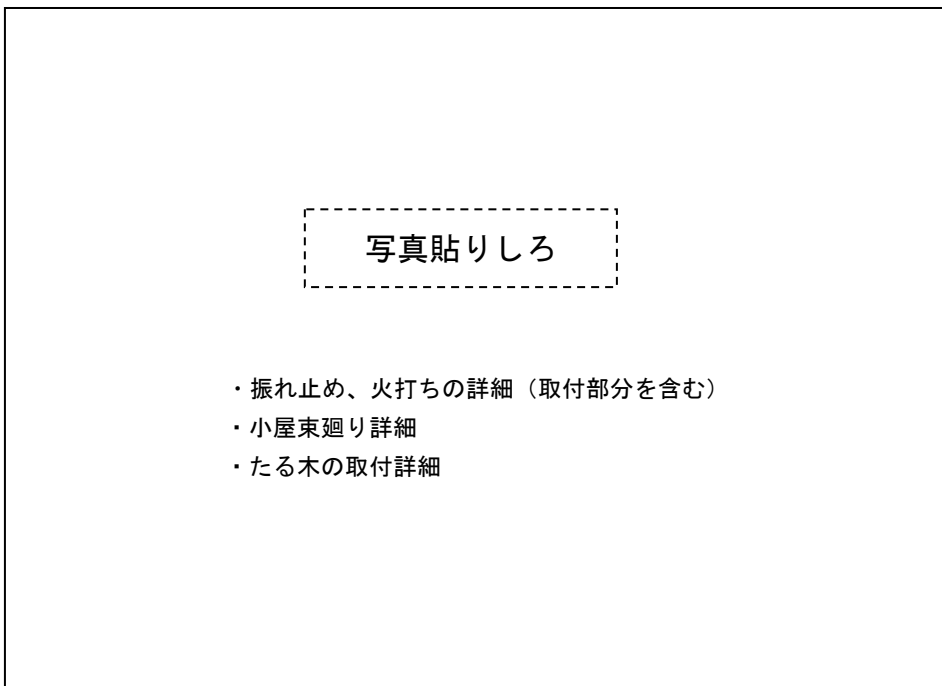 写真貼りしろ
・振れ止め、火打ちの詳細（取付部分を含む）
・小屋束廻り詳細
・たる木の取付詳細